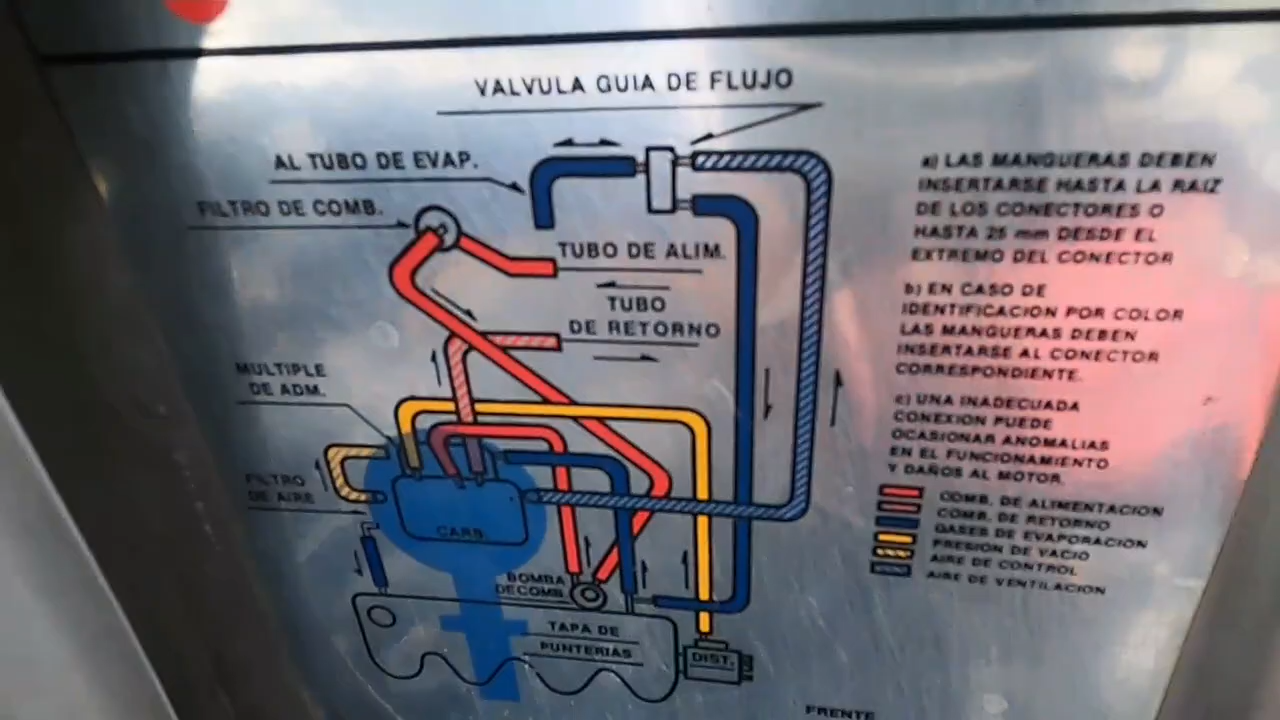 VALVULA GUIA DE FLUJO
AL TUBO DE EVAP.
FILTRO DE COMB.
TUBO DE ALIM.
TUBO
DE RETORNO
MULTIPLE
DE ADM.
FILTRO
DE AIRE
CARB.
BOMBA
DE COMB.
TAPA DE
PUNTERIAS
DIST.
a) LAS MANGUERAS DEBEN
INSERTARSE HASTA LA RAIZ
DE LOS CONECTORES O
HASTA 25 mm DESDE EL
EXTREMO DEL CONECTOR
b) EN CASO DE
IDENTIFICACION POR COLOR
LAS MANGUERAS DEBEN
INSERTARSE AL CONECTOR
CORRESPONDIENTE.
c) UNA INADECUADA
CONEXION PUEDE
OCASIONAR ANOMALIAS
EN EL FUNCIONAMIENTO
Y DAÑOS AL MOTOR.
COMB. DE ALIMENTACION
COMB. DE RETORNO
GASES DE EVAPORACION
PRESION DE VACIO
AIRE DE CONTROL
AIRE DE VENTILACION
FRENTE